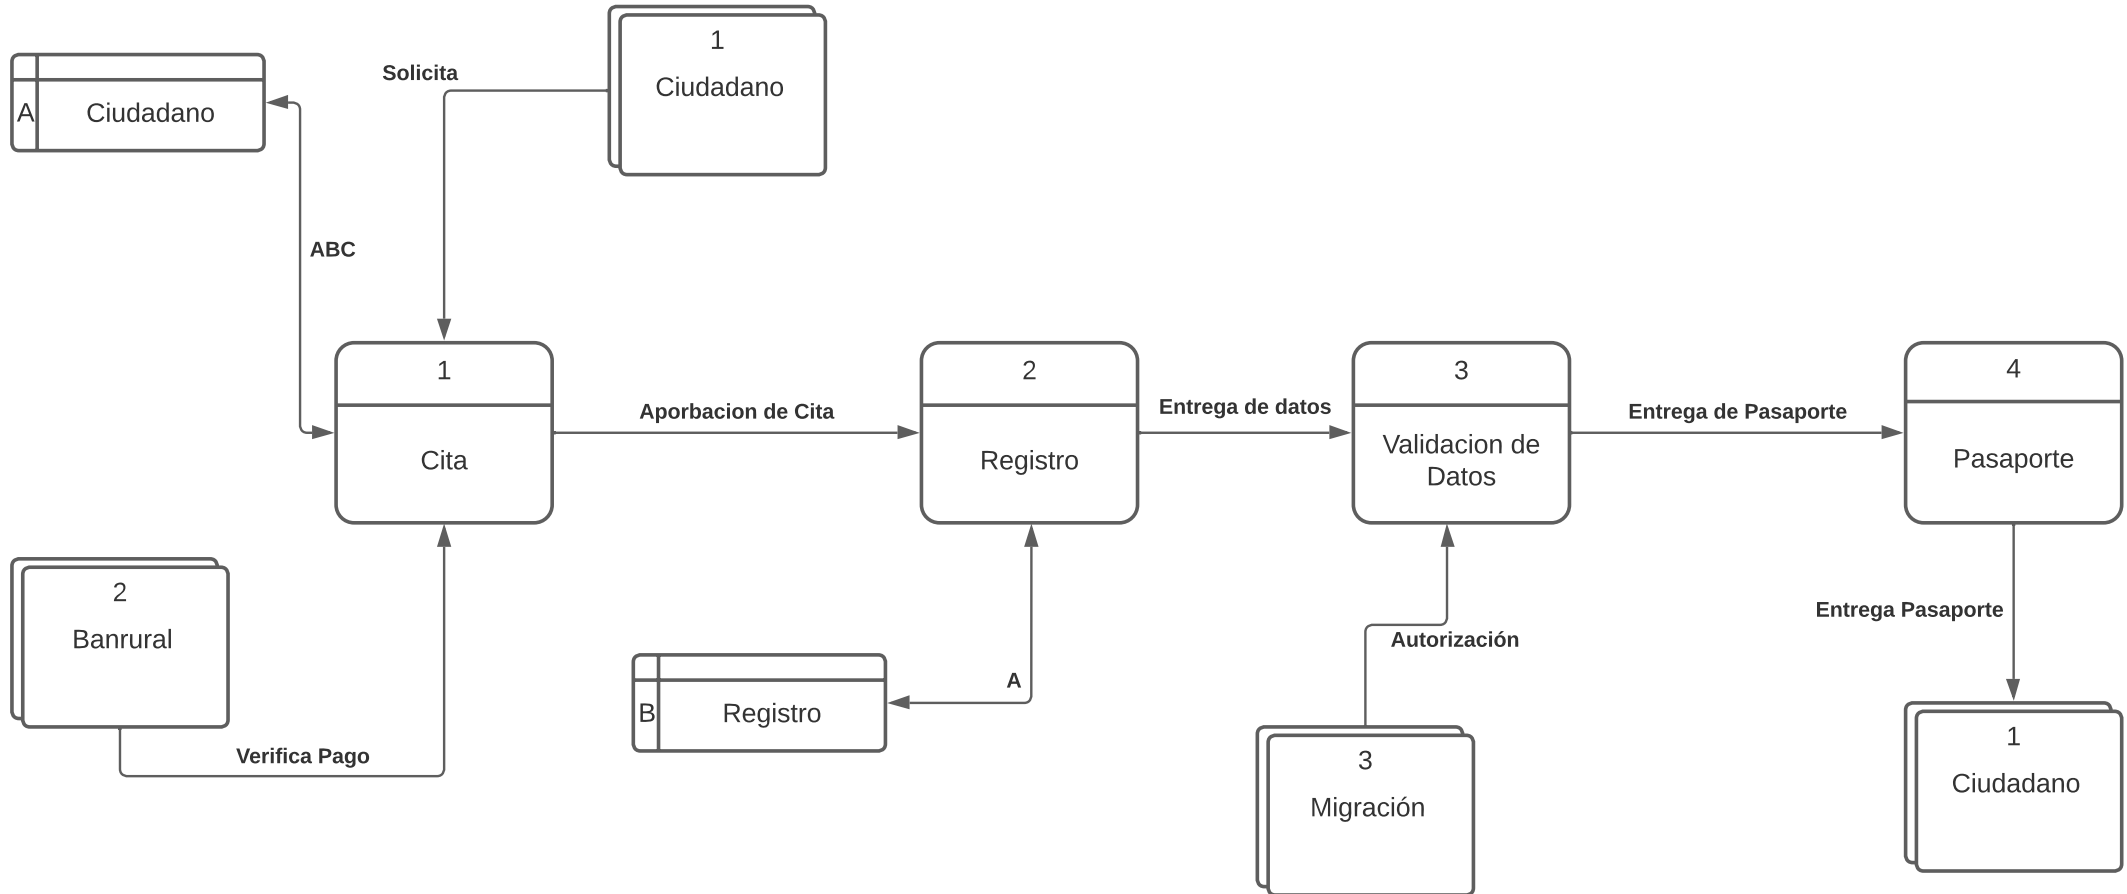 1
Ciudadano
Solicita
A
Ciudadano
ABC
1
Cita
Aporbacion de Cita
2
Registro
Entrega de datos
3
Validacion de
Datos
Entrega de Pasaporte
4
Pasaporte
2
Banrural
Verifica Pago
B
Registro
A
Autorización
3
Migración
Entrega Pasaporte
1
Ciudadano